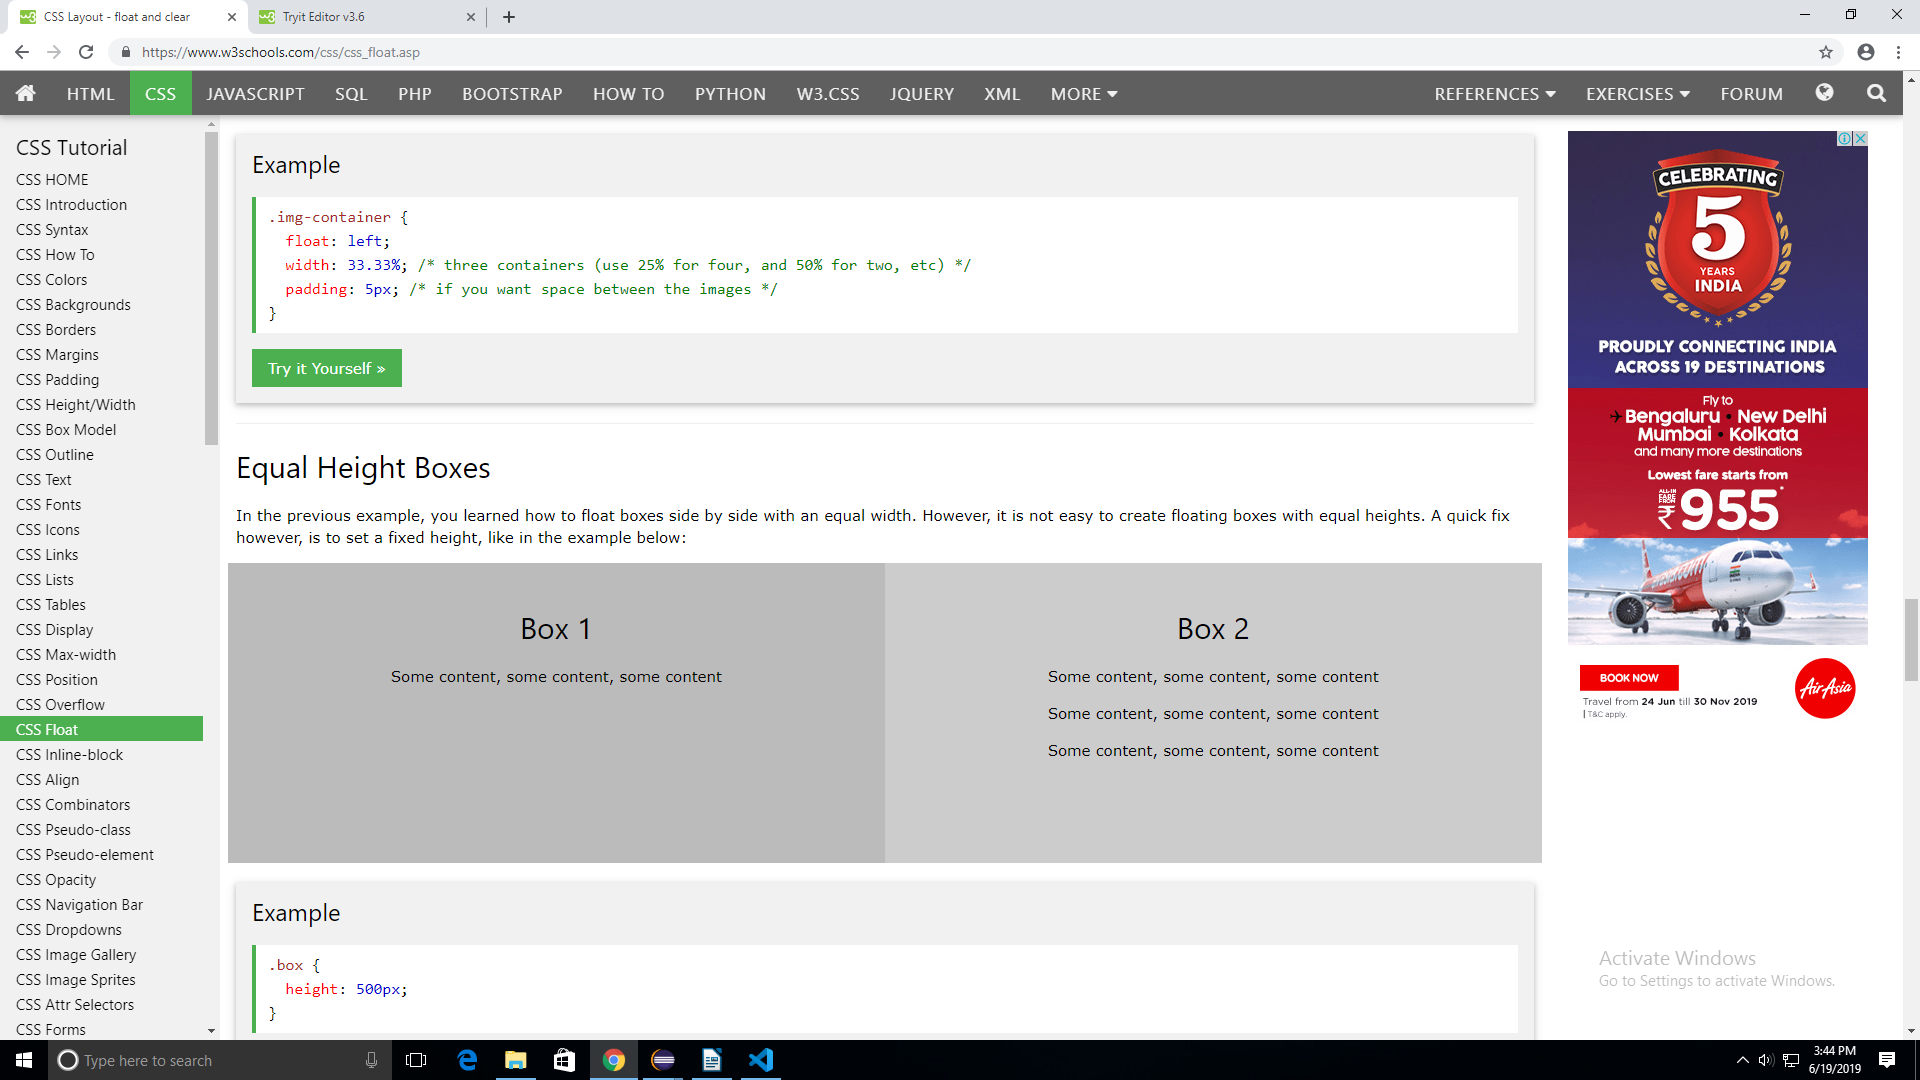 CSS Layout - float and clear
Tryit Editor v3.6
https://www.w3schools.com/css/css_float.asp
HTML
CSS
JAVASCRIPT
SQL
PHP
BOOTSTRAP
HOW TO
PYTHON
W3.CSS
JQUERY
XML
MORE
REFERENCES
EXERCISES
FORUM
CSS Tutorial
CSS HOME
CSS Introduction
CSS Syntax
CSS How To
CSS Colors
CSS Backgrounds
CSS Borders
CSS Margins
CSS Padding
CSS Height/Width
CSS Box Model
CSS Outline
CSS Text
CSS Fonts
CSS Icons
CSS Links
CSS Lists
CSS Tables
CSS Display
CSS Max-width
CSS Position
CSS Overflow
CSS Float
CSS Inline-block
CSS Align
CSS Combinators
CSS Pseudo-class
CSS Pseudo-element
CSS Opacity
CSS Navigation Bar
CSS Dropdowns
CSS Image Gallery
CSS Image Sprites
CSS Attr Selectors
CSS Forms
Example
.img-container {
float: left;
width: 33.33%; /* three containers (use 25% for four, and 50% for two, etc) */
padding: 5px; /* if you want space between the images */
}
Try it Yourself »
Equal Height Boxes
In the previous example, you learned how to float boxes side by side with an equal width. However, it is not easy to create floating boxes with equal heights. A quick fix
however, is to set a fixed height, like in the example below:
Box 1
Some content, some content, some content
Box 2
Some content, some content, some content
Some content, some content, some content
Some content, some content, some content
Example
.box {
height: 500px;
}
CELEBRATING
5
YEARS
INDIA
PROUDLY CONNECTING INDIA
ACROSS 19 DESTINATIONS
Fly to
Bengaluru • New Delhi
Mumbai • Kolkata
and many more destinations
Lowest fare starts from
ALL-IN
FARE
FROM
₹955*
BOOK NOW
Travel from 24 Jun till 30 Nov 2019
T&C apply.
AirAsia
Activate Windows
Go to Settings to activate Windows.
Type here to search
3:44 PM
6/19/2019